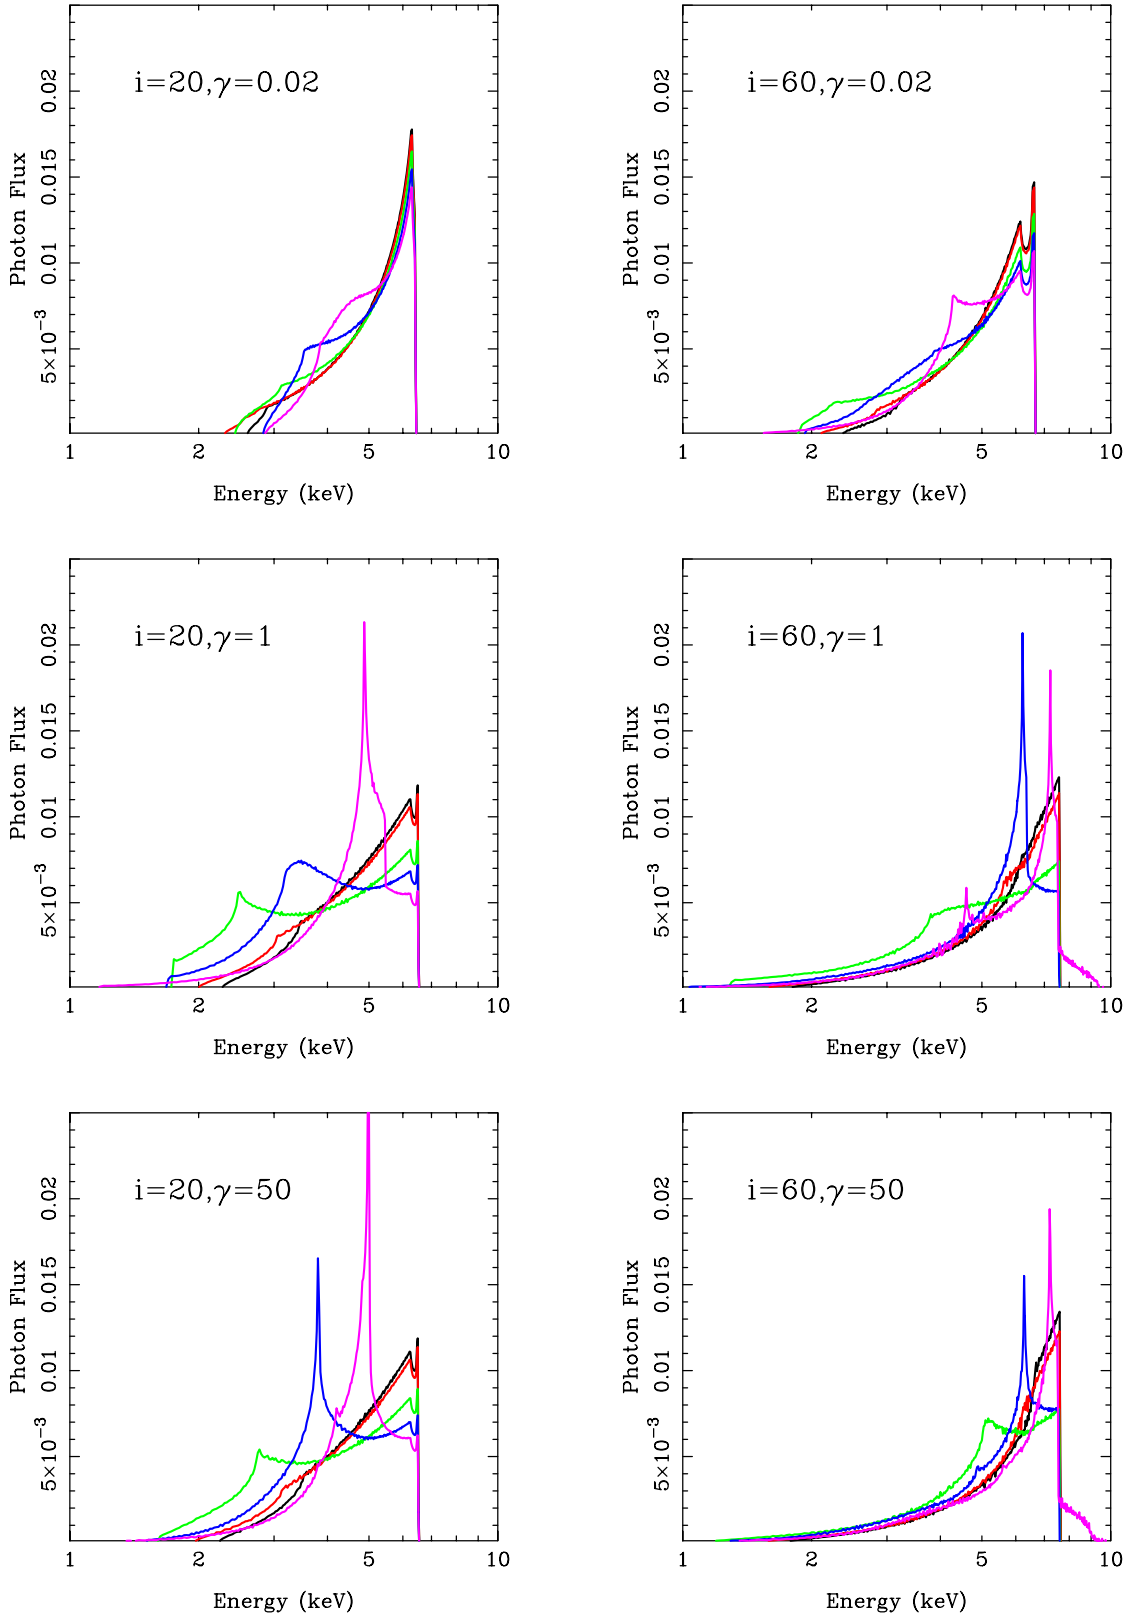 i=20,γ=0.02
0.02
0.015
0.01
5×10⁻³
Photon Flux
1 2 5 10
Energy (keV)
i=60,γ=0.02
0.02
0.015
0.01
5×10⁻³
Photon Flux
1 2 5 10
Energy (keV)
i=20,γ=1
0.02
0.015
0.01
5×10⁻³
Photon Flux
1 2 5 10
Energy (keV)
i=60,γ=1
0.02
0.015
0.01
5×10⁻³
Photon Flux
1 2 5 10
Energy (keV)
i=20,γ=50
0.02
0.015
0.01
5×10⁻³
Photon Flux
1 2 5 10
Energy (keV)
i=60,γ=50
0.02
0.015
0.01
5×10⁻³
Photon Flux
1 2 5 10
Energy (keV)